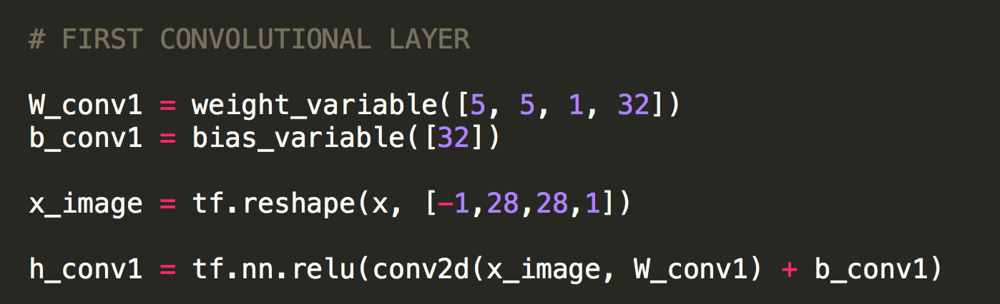 # FIRST CONVOLUTIONAL LAYER
W_conv1 = weight_variable([5, 5, 1, 32])
b_conv1 = bias_variable([32])
x_image = tf.reshape(x, [-1,28,28,1])
h_conv1 = tf.nn.relu(conv2d(x_image, W_conv1) + b_conv1)